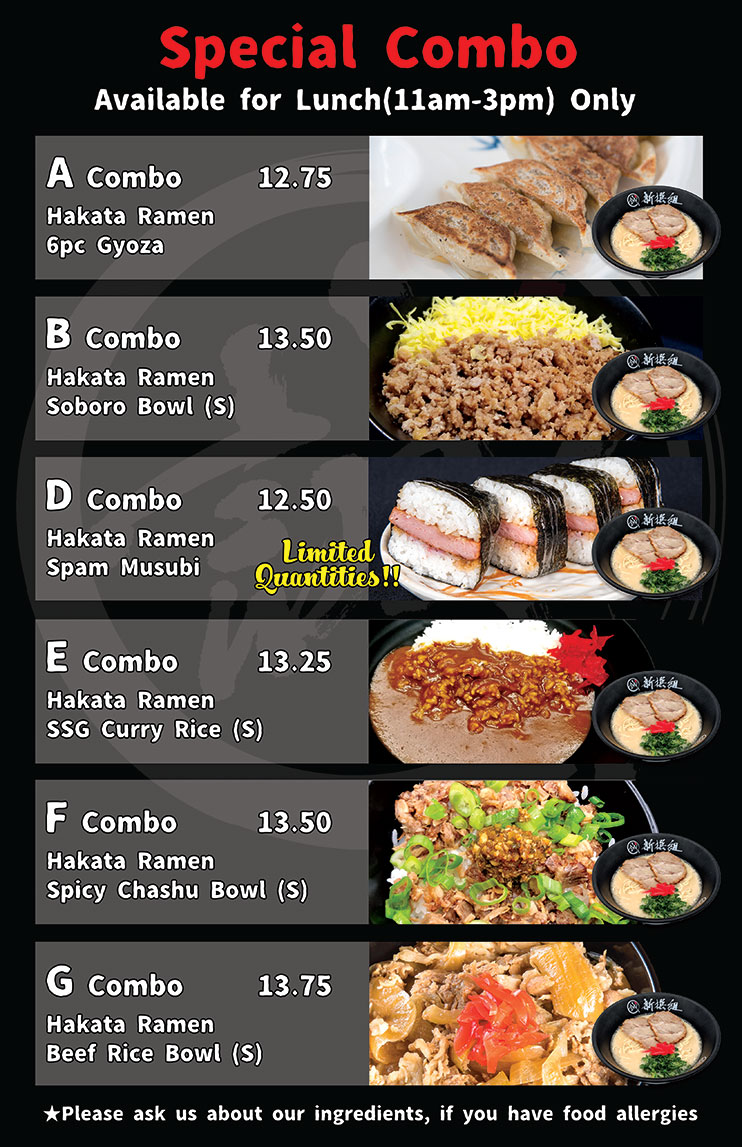 Special Combo
Available for Lunch(11am-3pm) Only
A Combo 12.75
Hakata Ramen
6pc Gyoza
新撰組
B Combo 13.50
Hakata Ramen
Soboro Bowl (S)
新撰組
D Combo 12.50
Hakata Ramen
Spam Musubi
Limited
Quantities!!
新撰組
E Combo 13.25
Hakata Ramen
SSG Curry Rice (S)
新撰組
F Combo 13.50
Hakata Ramen
Spicy Chashu Bowl (S)
新撰組
G Combo 13.75
Hakata Ramen
Beef Rice Bowl (S)
新撰組
★Please ask us about our ingredients, if you have food allergies